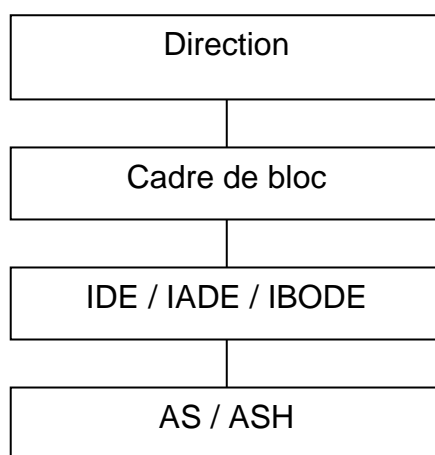 Direction
Cadre de bloc
IDE / IADE / IBODE
AS / ASH